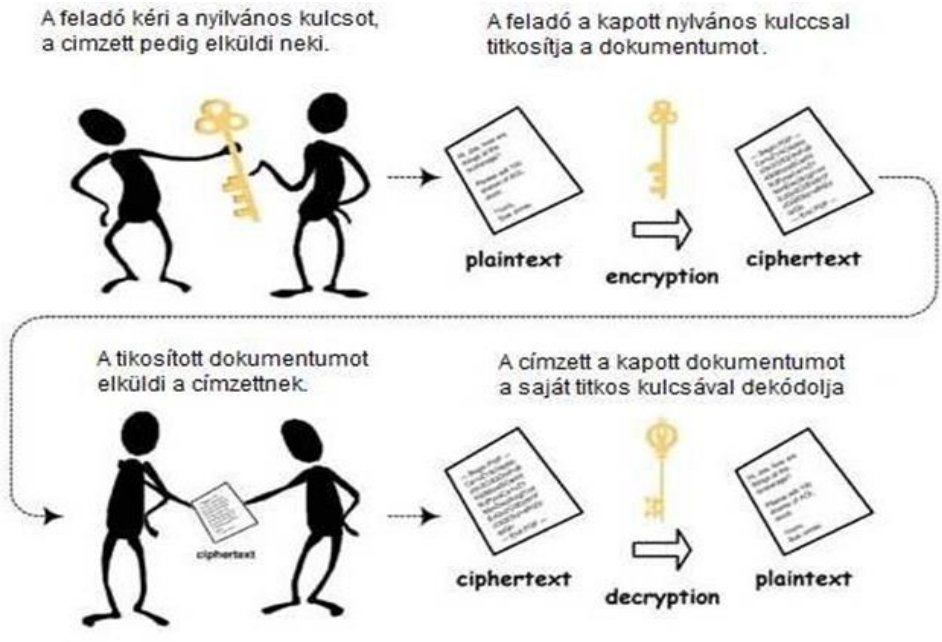 A feladó kéri a nyilvános kulcsot,
a cimzett pedig elküldi neki.
A feladó a kapott nylvános kulccsal
titkosítja a dokumentumot.
plaintext
encryption
ciphertext
A tikosított dokumentumot
elküldi a címzettnek.
A címzett a kapott dokumentumot
a saját titkos kulcsával dekódolja
ciphertext
ciphertext
decryption
plaintext